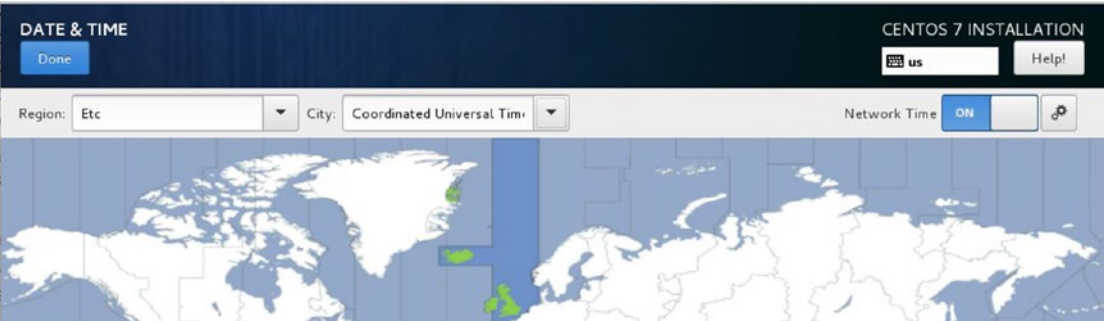 DATE & TIME
CENTOS 7 INSTALLATION
Done
us
Help!
Region: Etc City: Coordinated Universal Tim Network Time ON